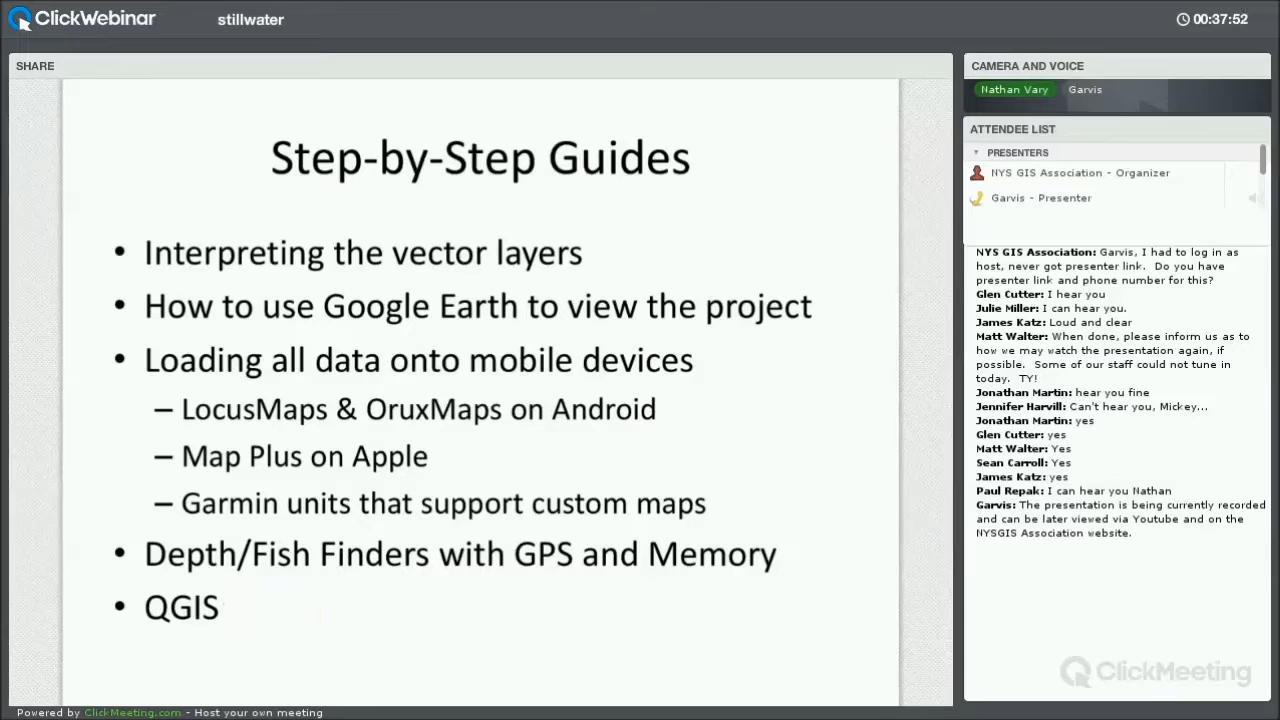 ClickWebinar
stillwater
00:37:52
SHARE
Step-by-Step Guides
• Interpreting the vector layers
• How to use Google Earth to view the project
• Loading all data onto mobile devices
– LocusMaps & OruxMaps on Android
– Map Plus on Apple
– Garmin units that support custom maps
• Depth/Fish Finders with GPS and Memory
• QGIS
CAMERA AND VOICE
Nathan Vary Garvis
ATTENDEE LIST
PRESENTERS
NYS GIS Association - Organizer
Garvis - Presenter
NYS GIS Association: Garvis, I had to log in as
host, never got presenter link. Do you have
presenter link and phone number for this?
Glen Cutter: I hear you
Julie Miller: I can hear you.
James Katz: Loud and clear
Matt Walter: When done, please inform us as to
how we may watch the presentation again, if
possible. Some of our staff could not tune in
today. TY!
Jonathan Martin: hear you fine
Jennifer Harvill: Can't hear you, Mickey...
Jonathan Martin: yes
Glen Cutter: yes
Matt Walter: Yes
Sean Carroll: Yes
James Katz: yes
Paul Repak: I can hear you Nathan
Garvis: The presentation is being currently recorded
and can be later viewed via Youtube and on the
NYSGIS Association website.
ClickMeeting
Powered by ClickMeeting.com - Host your own meeting